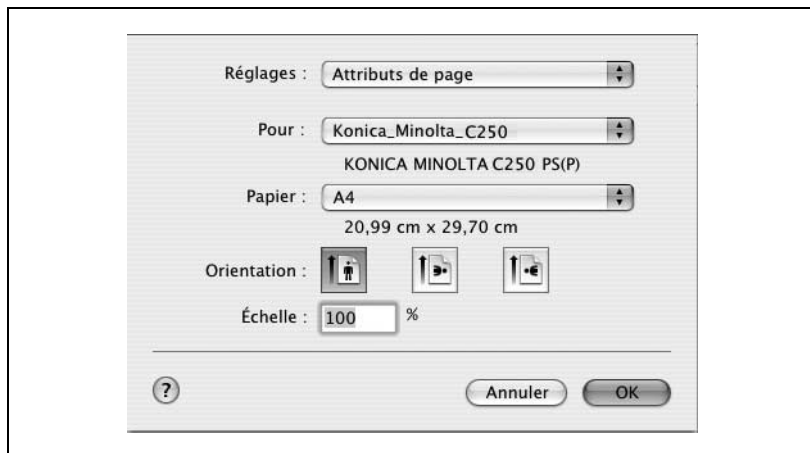 Réglages : Attributs de page
Pour : Konica_Minolta_C250
KONICA MINOLTA C250 PS(P)
Papier : A4
20,99 cm x 29,70 cm
Orientation :
Échelle : 100 %
? Annuler OK